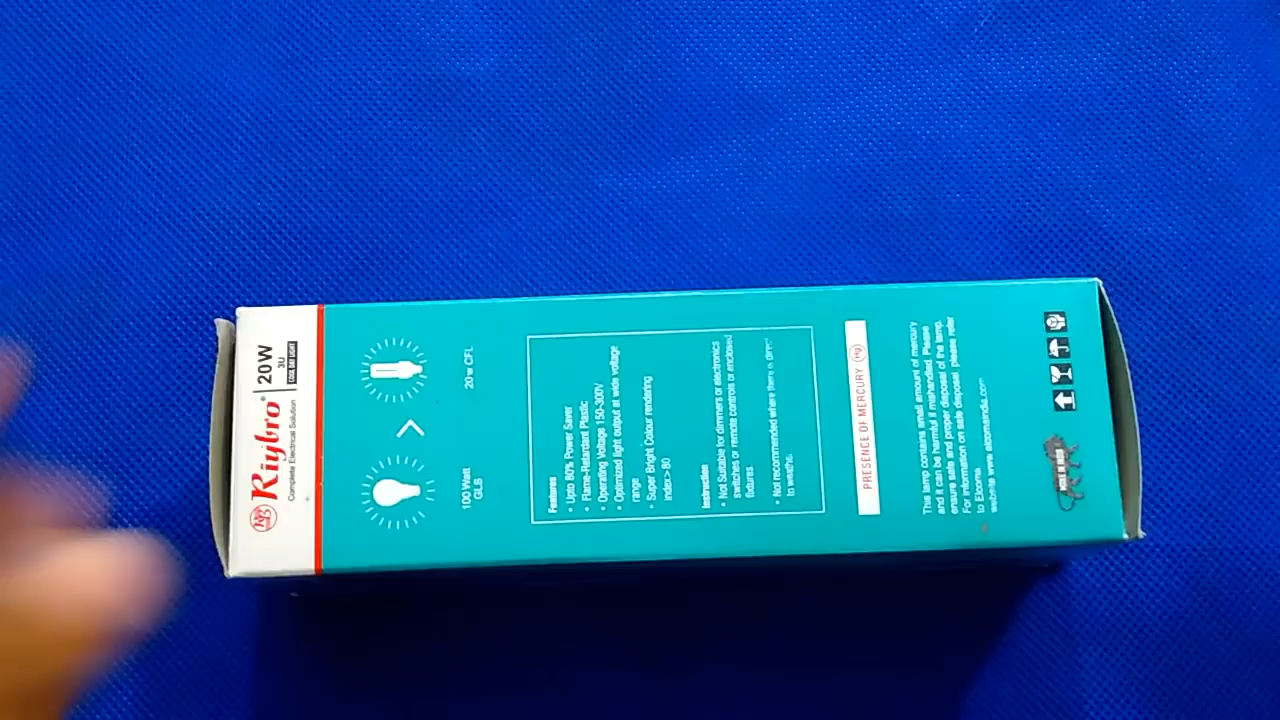 Riybro®
Complete Electrical Solution
20W
3U
COOL DAY LIGHT
100 Watt
GLS
>
20 w CFL
Features
• Upto 80% Power Saver
• Flame-Retardant Plastic
• Operating Voltage 150-300V
• Optimized light output at wide voltage
range
• Super Bright Colour rendering
index> 80
Instruction
• Not Suitable for dimmers or electronics
switches or remote controls or enclosed
fixtures
• Not recommended where there is direct
to weathe.
PRESENCE OF MERCURY Hg
This lamp contains small amount of mercury
and it can be harmful if mishandled. Please
ensure safe and proper disposal of the lamp.
For information on safe disposal, please refer
to Elcoma
website www.elcomaindia.com